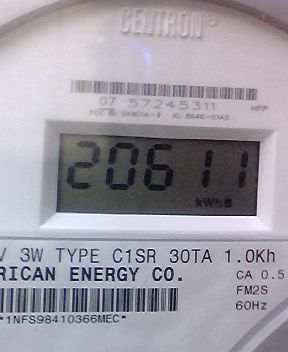 CENTRON®
07 57245311
20611
kWh
V 3W TYPE C1SR 30TA 1.0Kh
RICAN ENERGY CO.
CA 0.5
FM2S
60Hz
*1NFS98410366MEC*